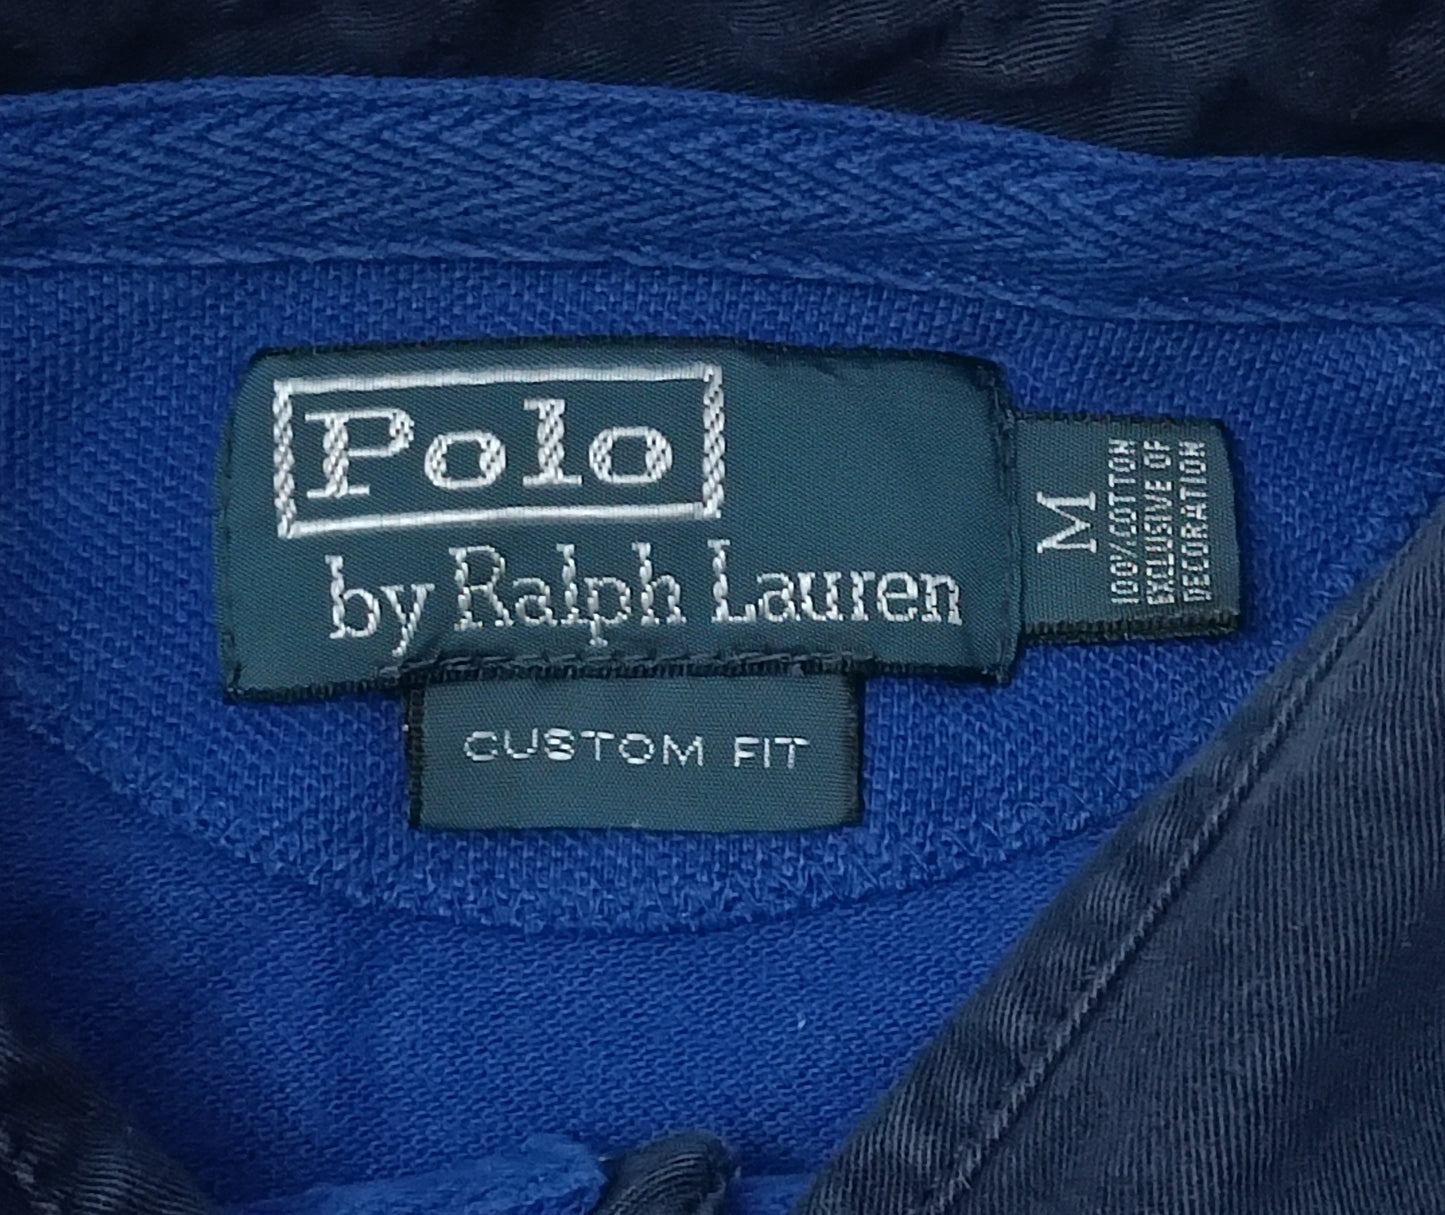 Polo
by Ralph Lauren
CUSTOM FIT
M
100% COTTON
EXCLUSIVE OF
DECORATION